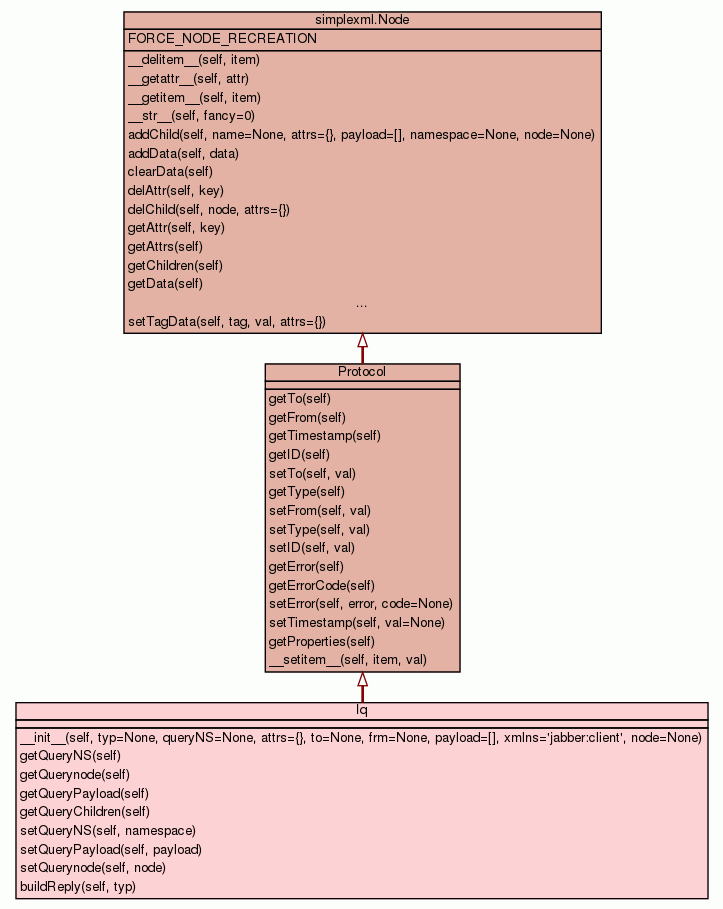 simplexml.Node
FORCE_NODE_RECREATION
__delitem__(self, item)
__getattr__(self, attr)
__getitem__(self, item)
__str__(self, fancy=0)
addChild(self, name=None, attrs={}, payload=[], namespace=None, node=None)
addData(self, data)
clearData(self)
delAttr(self, key)
delChild(self, node, attrs={})
getAttr(self, key)
getAttrs(self)
getChildren(self)
getData(self)
...
setTagData(self, tag, val, attrs={})
Protocol
getTo(self)
getFrom(self)
getTimestamp(self)
getID(self)
setTo(self, val)
getType(self)
setFrom(self, val)
setType(self, val)
setID(self, val)
getError(self)
getErrorCode(self)
setError(self, error, code=None)
setTimestamp(self, val=None)
getProperties(self)
__setitem__(self, item, val)
Iq
__init__(self, typ=None, queryNS=None, attrs={}, to=None, frm=None, payload=[], xmlns='jabber:client', node=None)
getQueryNS(self)
getQuerynode(self)
getQueryPayload(self)
getQueryChildren(self)
setQueryNS(self, namespace)
setQueryPayload(self, payload)
setQuerynode(self, node)
buildReply(self, typ)